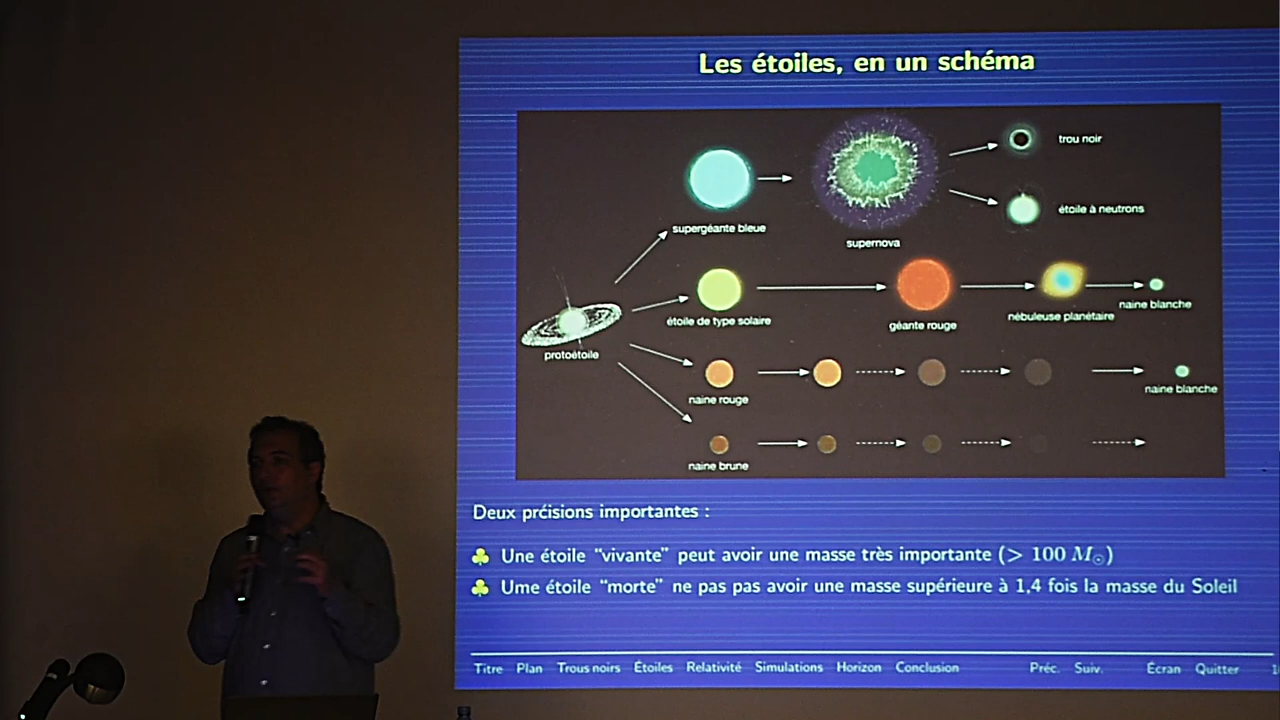 Les étoiles, en un schéma
trou noir
étoile à neutrons
supergéante bleue
supernova
naine blanche
étoile de type solaire
géante rouge
nébuleuse planétaire
protoétoile
naine rouge
naine blanche
naine brune
Deux prćisions importantes :
Une étoile “vivante” peut avoir une masse très importante (> 100 M☉)
Ume étoile “morte” ne pas pas avoir une masse supérieure à 1,4 fois la masse du Soleil
Titre Plan Trous noirs Étoiles Relativité Simulations Horizon Conclusion Préc. Suiv. Écran Quitter